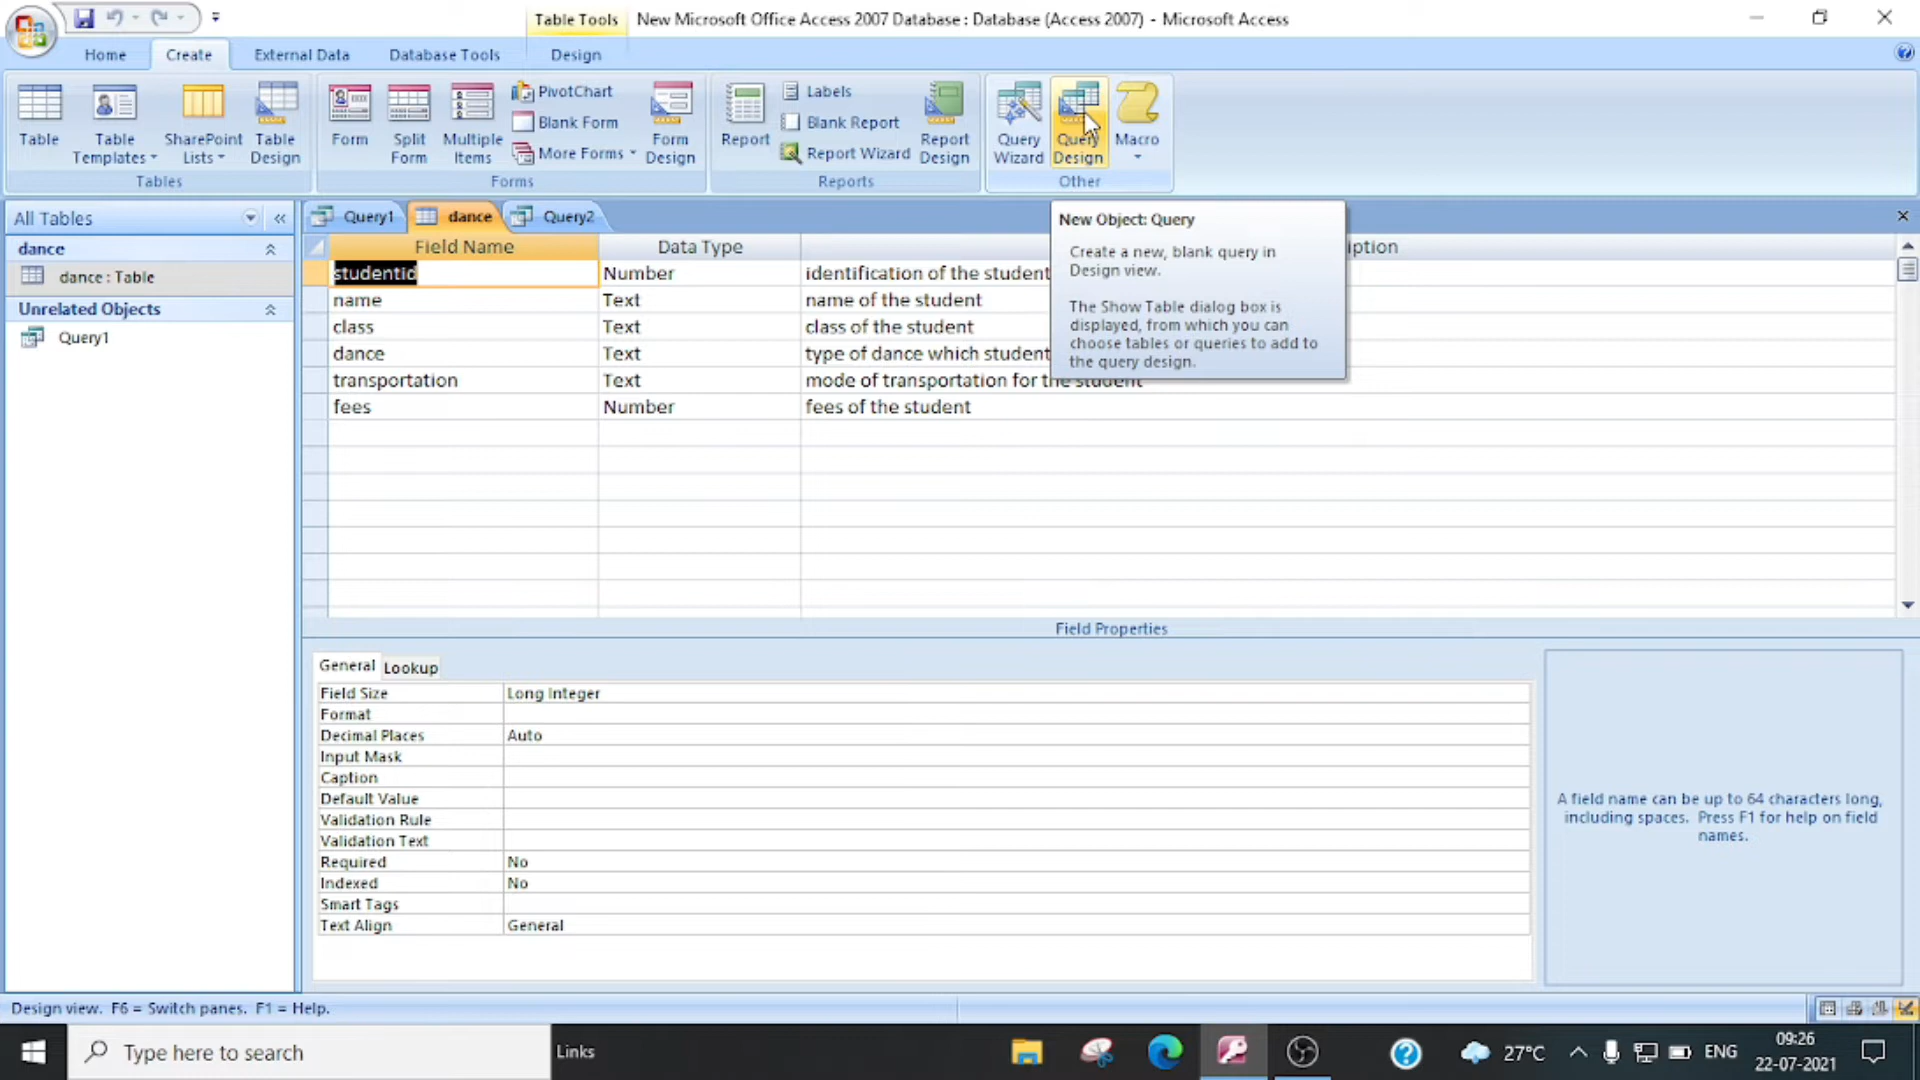 Table Tools
New Microsoft Office Access 2007 Database : Database (Access 2007) - Microsoft Access
Home
Create
External Data
Database Tools
Design
Table
Table
Templates
SharePoint
Lists
Table
Design
Tables
Form
Split
Form
Multiple
Items
PivotChart
Blank Form
More Forms
Form
Design
Forms
Report
Labels
Blank Report
Report Wizard
Report
Design
Reports
Query
Wizard
Query
Design
Macro
Other
All Tables
dance
dance : Table
Unrelated Objects
Query1
Query1
dance
Query2
Field Name
Data Type
iption
studentid
Number
identification of the student
name
Text
name of the student
class
Text
class of the student
dance
Text
type of dance which student
transportation
Text
mode of transportation for the student
fees
Number
fees of the student
New Object: Query
Create a new, blank query in
Design view.
The Show Table dialog box is
displayed, from which you can
choose tables or queries to add to
the query design.
Field Properties
General
Lookup
Field Size
Long Integer
Format
Decimal Places
Auto
Input Mask
Caption
Default Value
Validation Rule
Validation Text
Required
No
Indexed
No
Smart Tags
Text Align
General
A field name can be up to 64 characters long,
including spaces. Press F1 for help on field
names.
Design view. F6 = Switch panes. F1 = Help.
Type here to search
Links
27°C
ENG
09:26
22-07-2021